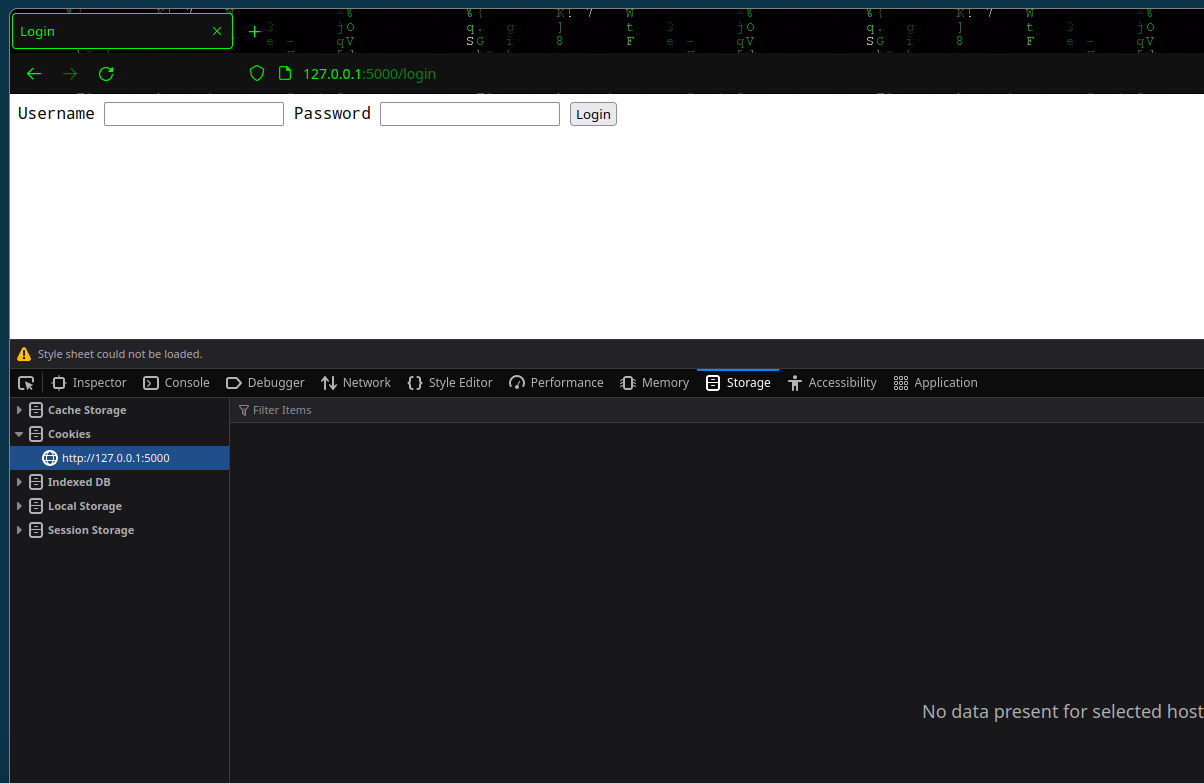 Login
127.0.0.1:5000/login
Username Password Login
Style sheet could not be loaded.
Inspector Console Debugger Network Style Editor Performance Memory Storage Accessibility Application
Cache Storage
Filter Items
Cookies
http://127.0.0.1:5000
Indexed DB
Local Storage
Session Storage
No data present for selected host